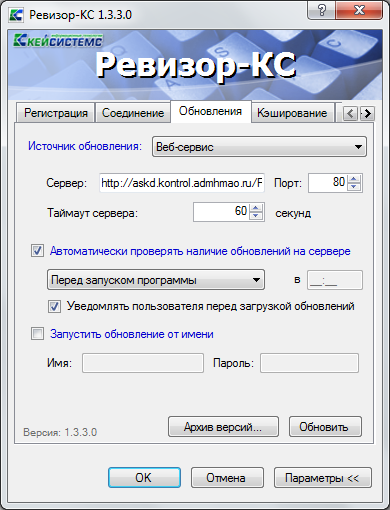 Ревизор-КС 1.3.3.0
КЕЙСИСТЕМС
Ревизор-КС
Регистрация Соединение Обновления Кэширование
Источник обновления: Веб-сервис
Сервер: http://askd.kontrol.admhmao.ru/F Порт: 80
Таймаут сервера: 60 секунд
Автоматически проверять наличие обновлений на сервере
Перед запуском программы в __:__
Уведомлять пользователя перед загрузкой обновлений
Запустить обновление от имени
Имя: Пароль:
Архив версий... Обновить
Версия: 1.3.3.0
OK Отмена Параметры <<